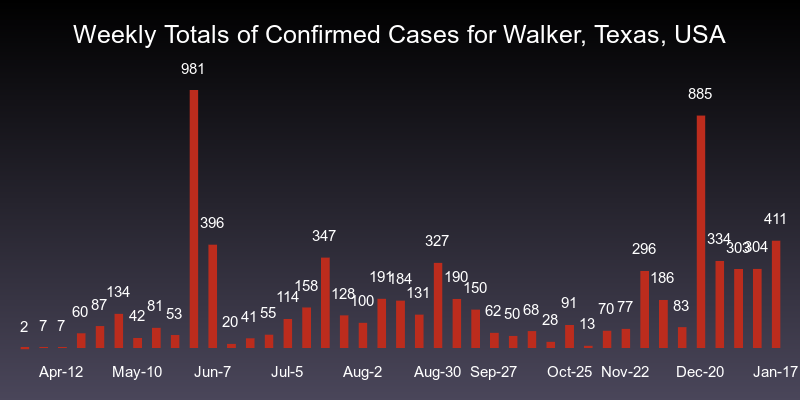 Weekly Totals of Confirmed Cases for Walker, Texas, USA
2 7 7 60 87 134 42 81 53 981 396 20 41 55 114 158 347 128 100 191 184 131 327 190 150 62 50 68 28 91 13 70 77 296 186 83 885 334 303 304 411
Apr-12 May-10 Jun-7 Jul-5 Aug-2 Aug-30 Sep-27 Oct-25 Nov-22 Dec-20 Jan-17